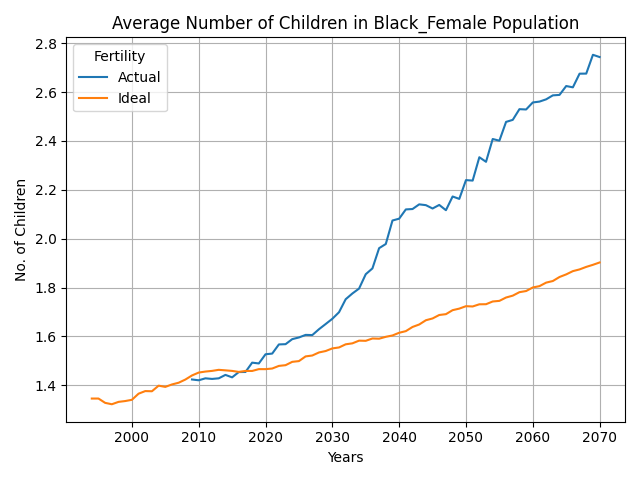 Average Number of Children in Black_Female Population
No. of Children
2.8
2.6
2.4
2.2
2.0
1.8
1.6
1.4
Fertility
Actual
Ideal
2000 2010 2020 2030 2040 2050 2060 2070
Years